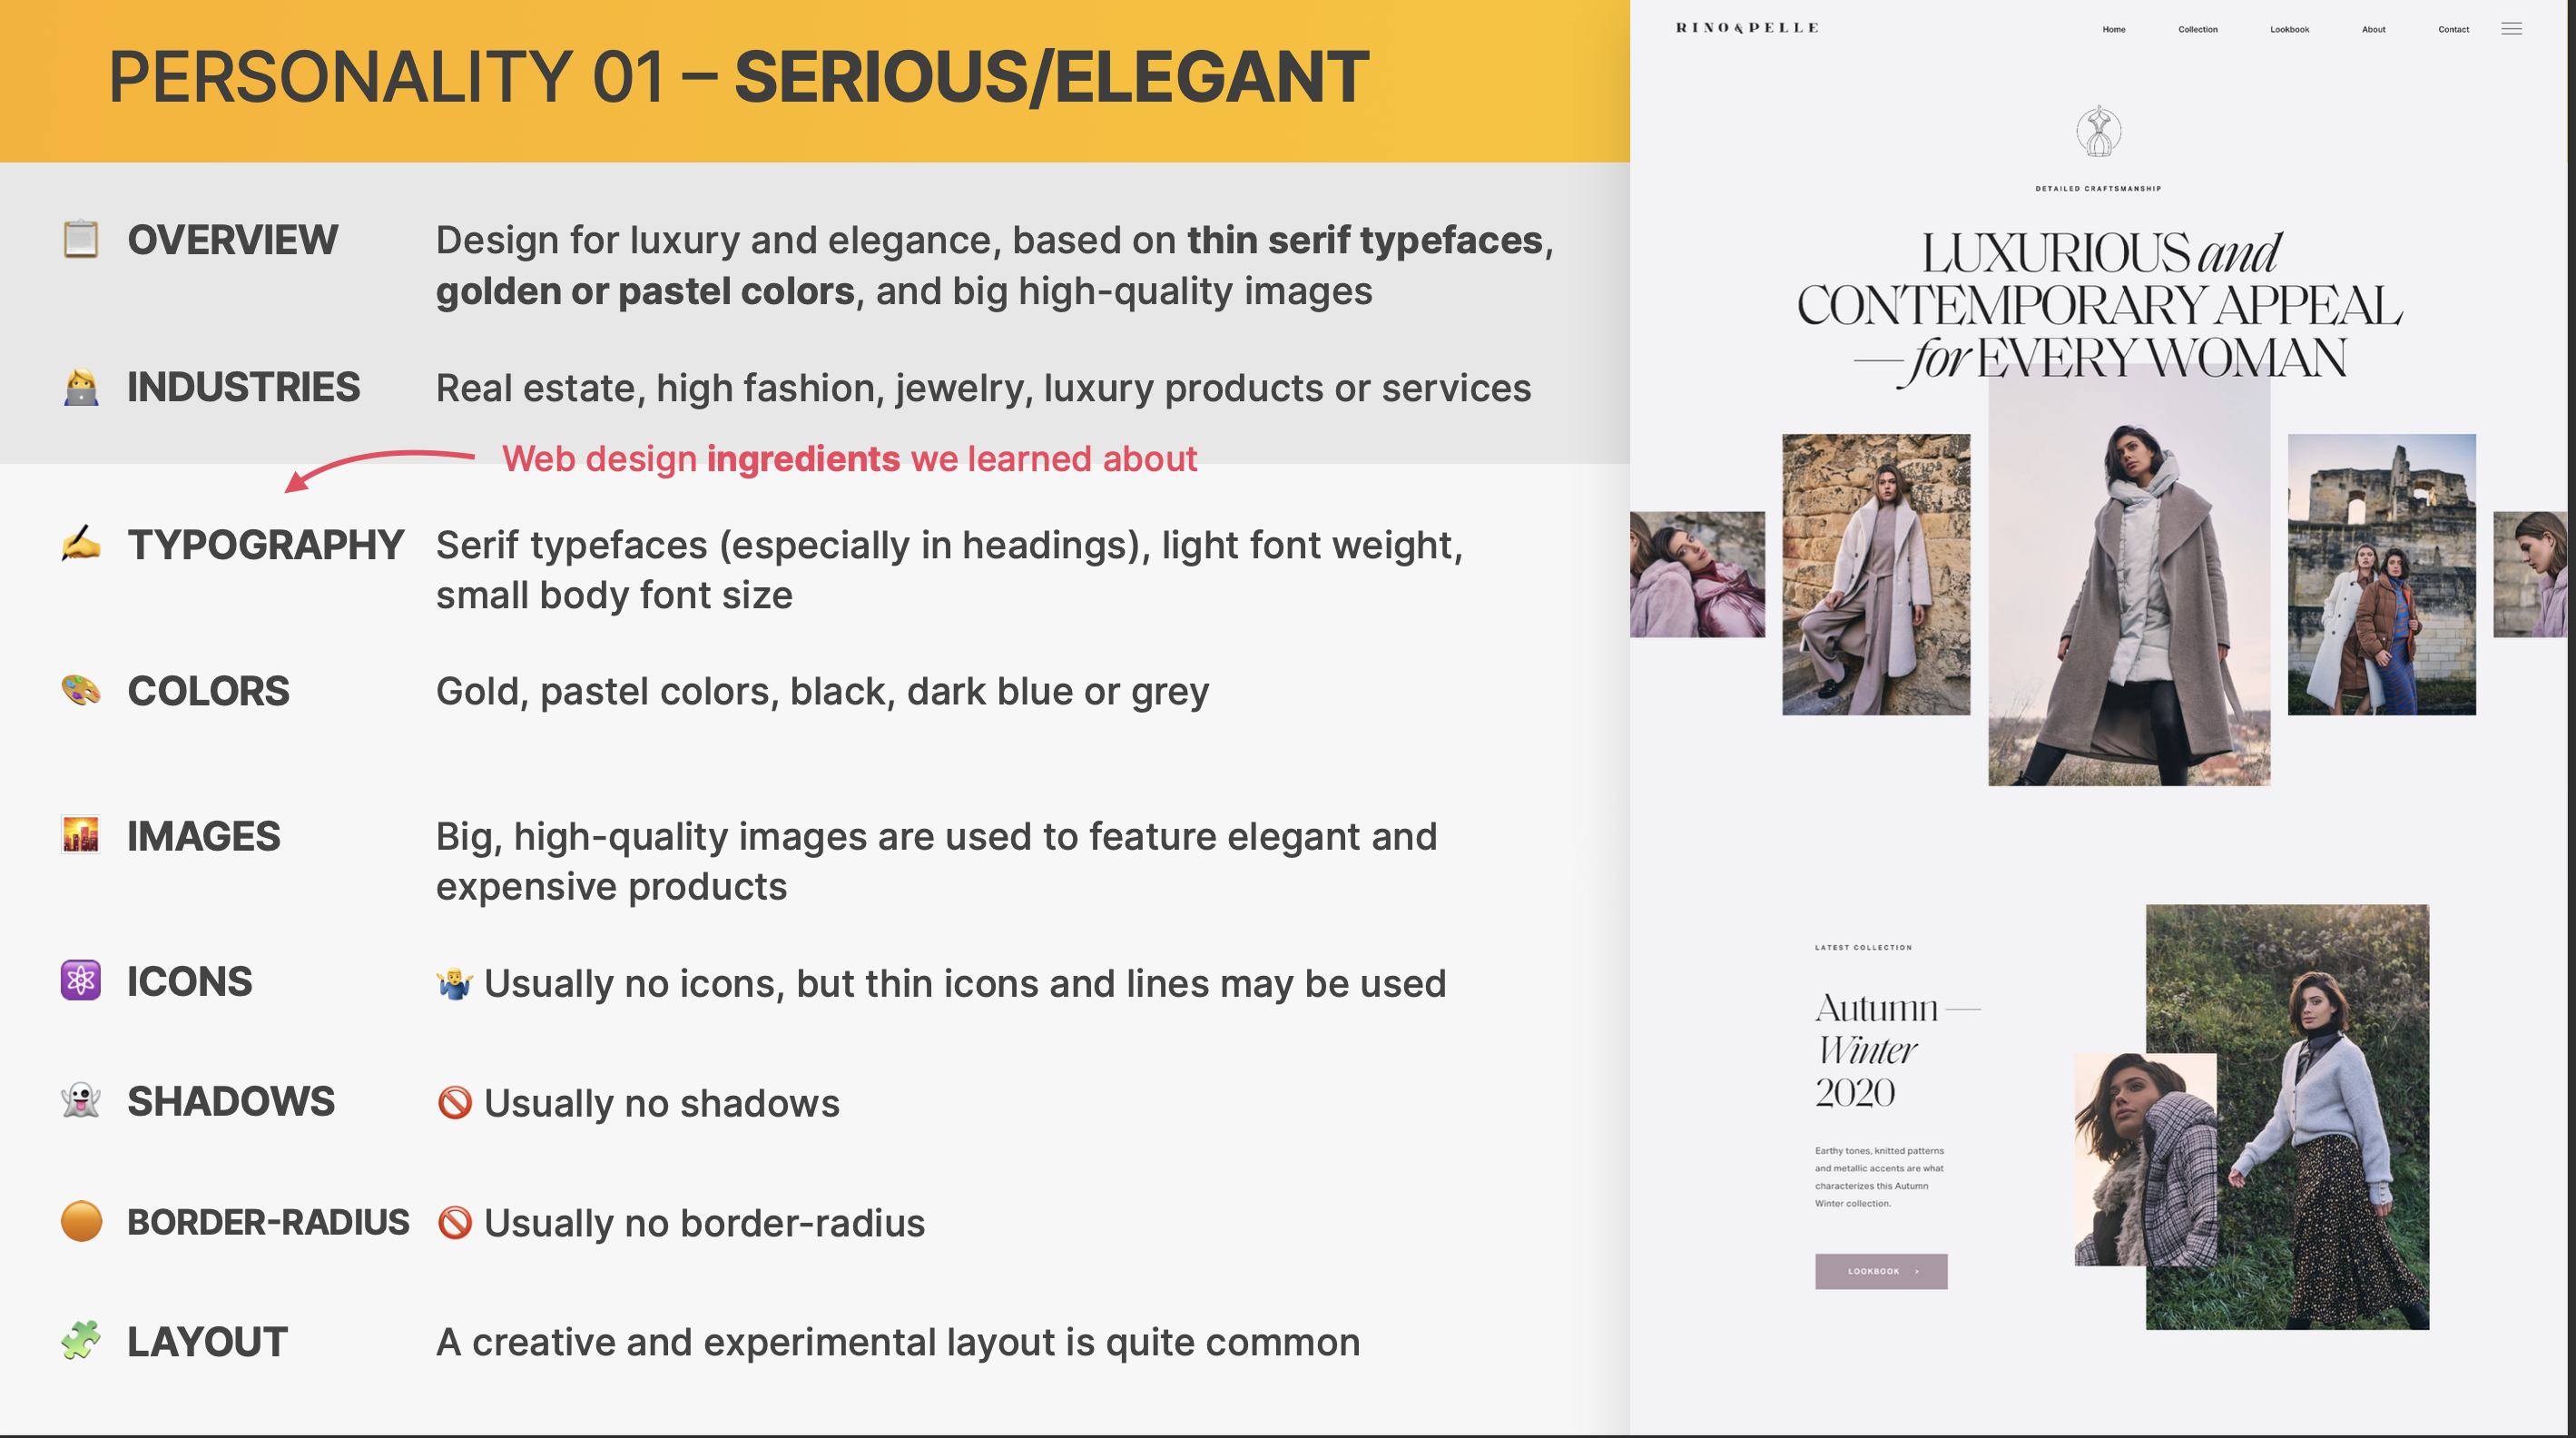 PERSONALITY 01 – SERIOUS/ELEGANT
OVERVIEW
Design for luxury and elegance, based on thin serif typefaces,
golden or pastel colors, and big high-quality images
INDUSTRIES
Real estate, high fashion, jewelry, luxury products or services
Web design ingredients we learned about
TYPOGRAPHY
Serif typefaces (especially in headings), light font weight,
small body font size
COLORS
Gold, pastel colors, black, dark blue or grey
IMAGES
Big, high-quality images are used to feature elegant and
expensive products
ICONS
🤷‍♂️ Usually no icons, but thin icons and lines may be used
SHADOWS
🚫 Usually no shadows
BORDER-RADIUS
🚫 Usually no border-radius
LAYOUT
A creative and experimental layout is quite common
RINO&PELLE
Home Collection Lookbook About Contact
DETAILED CRAFTSMANSHIP
LUXURIOUS and
CONTEMPORARY APPEAL
— for EVERY WOMAN
LATEST COLLECTION
Autumn —
Winter
2020
Earthy tones, knitted patterns
and metallic accents are what
characterizes this Autumn
Winter collection.
LOOKBOOK >